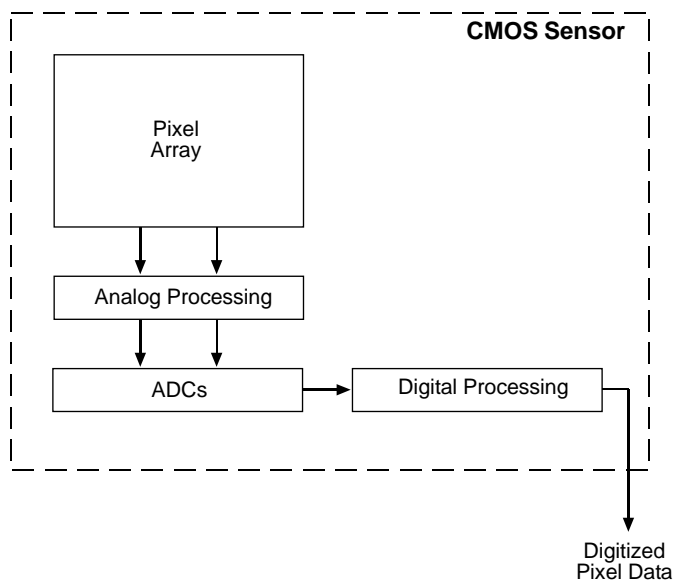 CMOS Sensor
Pixel
Array
Analog Processing
ADCs
Digital Processing
Digitized
Pixel Data